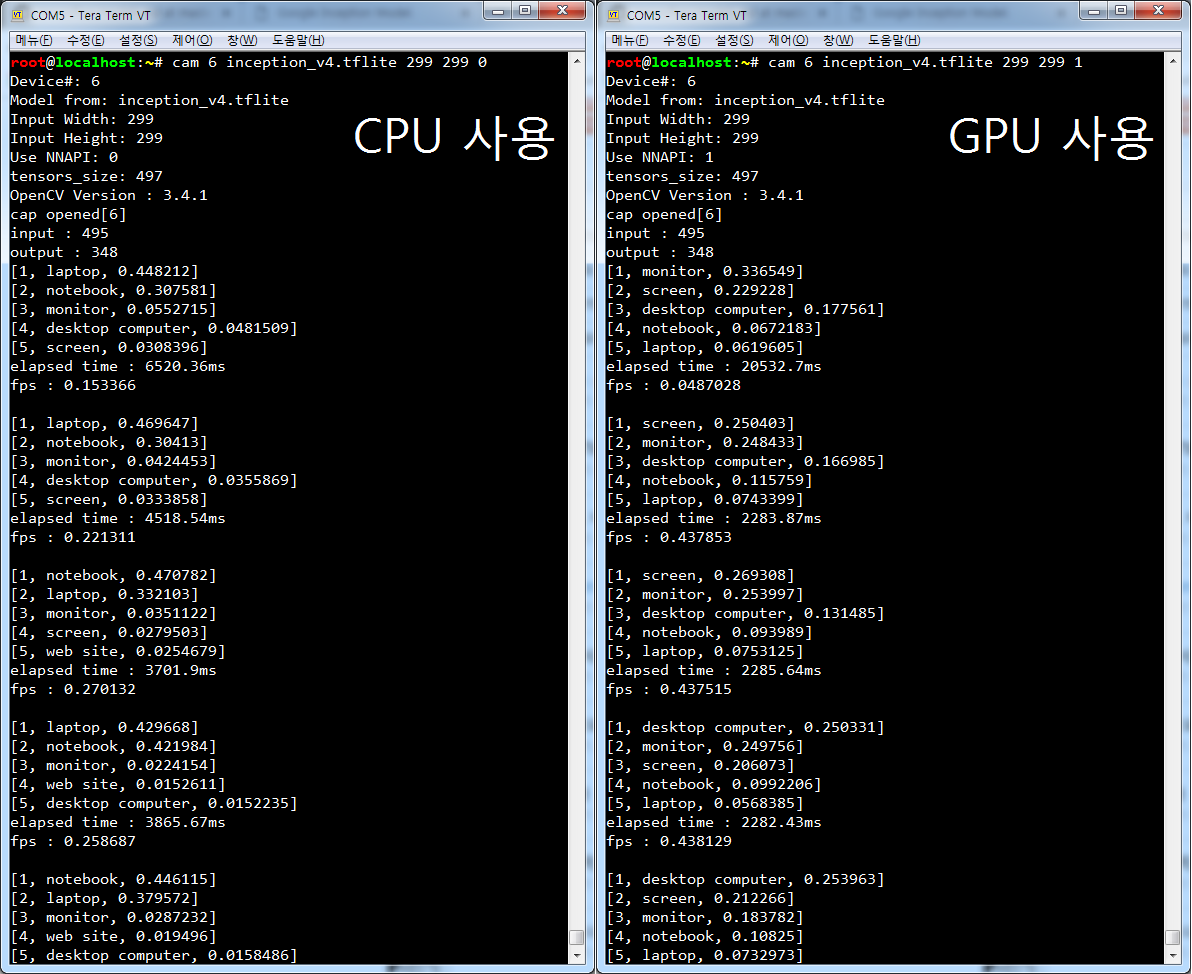 COM5 - Tera Term VT
메뉴(F) 수정(E) 설정(S) 제어(O) 창(W) 도움말(H)
root@localhost:~# cam 6 inception_v4.tflite 299 299 0
Device#: 6
Model from: inception_v4.tflite
Input Width: 299
Input Height: 299
Use NNAPI: 0
tensors_size: 497
OpenCV Version : 3.4.1
cap opened[6]
input : 495
output : 348
[1, laptop, 0.448212]
[2, notebook, 0.307581]
[3, monitor, 0.0552715]
[4, desktop computer, 0.0481509]
[5, screen, 0.0308396]
elapsed time : 6520.36ms
fps : 0.153366
[1, laptop, 0.469647]
[2, notebook, 0.30413]
[3, monitor, 0.0424453]
[4, desktop computer, 0.0355869]
[5, screen, 0.0333858]
elapsed time : 4518.54ms
fps : 0.221311
[1, notebook, 0.470782]
[2, laptop, 0.332103]
[3, monitor, 0.0351122]
[4, screen, 0.0279503]
[5, web site, 0.0254679]
elapsed time : 3701.9ms
fps : 0.270132
[1, laptop, 0.429668]
[2, notebook, 0.421984]
[3, monitor, 0.0224154]
[4, web site, 0.0152611]
[5, desktop computer, 0.0152235]
elapsed time : 3865.67ms
fps : 0.258687
[1, notebook, 0.446115]
[2, laptop, 0.379572]
[3, monitor, 0.0287232]
[4, web site, 0.019496]
[5, desktop computer, 0.0158486]
CPU 사용
COM5 - Tera Term VT
메뉴(F) 수정(E) 설정(S) 제어(O) 창(W) 도움말(H)
root@localhost:~# cam 6 inception_v4.tflite 299 299 1
Device#: 6
Model from: inception_v4.tflite
Input Width: 299
Input Height: 299
Use NNAPI: 1
tensors_size: 497
OpenCV Version : 3.4.1
cap opened[6]
input : 495
output : 348
[1, monitor, 0.336549]
[2, screen, 0.229228]
[3, desktop computer, 0.177561]
[4, notebook, 0.0672183]
[5, laptop, 0.0619605]
elapsed time : 20532.7ms
fps : 0.0487028
[1, screen, 0.250403]
[2, monitor, 0.248433]
[3, desktop computer, 0.166985]
[4, notebook, 0.115759]
[5, laptop, 0.0743399]
elapsed time : 2283.87ms
fps : 0.437853
[1, screen, 0.269308]
[2, monitor, 0.253997]
[3, desktop computer, 0.131485]
[4, notebook, 0.093989]
[5, laptop, 0.0753125]
elapsed time : 2285.64ms
fps : 0.437515
[1, desktop computer, 0.250331]
[2, monitor, 0.249756]
[3, screen, 0.206073]
[4, notebook, 0.0992206]
[5, laptop, 0.0568385]
elapsed time : 2282.43ms
fps : 0.438129
[1, desktop computer, 0.253963]
[2, screen, 0.212266]
[3, monitor, 0.183782]
[4, notebook, 0.10825]
[5, laptop, 0.0732973]
GPU 사용